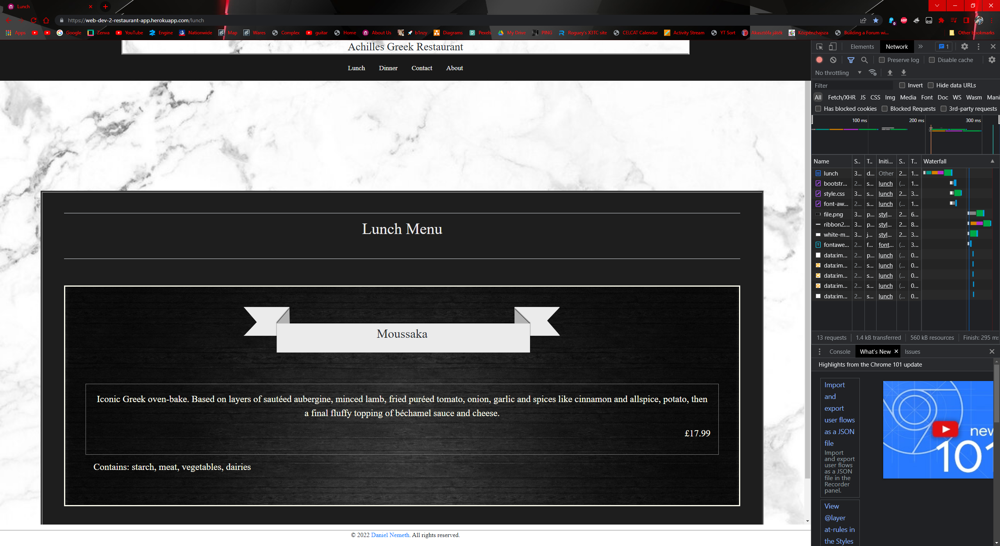 Lunch
https://web-dev-2-restaurant-app.herokuapp.com/lunch
Apps Google Zenva YouTube Engine Nationwide Map Wares Complex guitar Home About Us b1nzy Diagrams Pexels My Drive PING Roguey's X3TC site CELCAT Calendar Activity Stream YT Sort Akasztófa játék Közpénzhajsza Building a Forum wi... Other bookmarks
Achilles Greek Restaurant
Lunch Dinner Contact About
Lunch Menu
Moussaka
Iconic Greek oven-bake. Based on layers of sautéed aubergine, minced lamb, fried puréed tomato, onion, garlic and spices like cinnamon and allspice, potato, then
a final fluffy topping of béchamel sauce and cheese.
£17.99
Contains: starch, meat, vegetables, dairies
© 2022 Daniel Nemeth. All rights reserved.
Elements Network 1
Preserve log Disable cache
No throttling
Filter Invert Hide data URLs
All Fetch/XHR JS CSS Img Media Font Doc WS Wasm Mani
Has blocked cookies Blocked Requests 3rd-party requests
100 ms 200 ms 300 ms
Name S.. T.. Initi... S.. T.. Waterfall
lunch 3... d... Other 2... 1...
bootstr... 2... s... lunch (... 1...
style.css 3... s... lunch 2... 3...
font-aw... 2... s... lunch (... 1...
file.png 3... p... styl... 2... 6...
ribbon2.... 3... p... styl... 2... 8...
white-m... 3... j... styl... 2... 3...
fontawe... 2... f... font... (... 3...
data:im... 2... p... lunch (... 0...
data:im... 2... s... lunch (... 0...
data:im... 2... s... lunch (... 0...
data:im... 2... s... lunch (... 0...
data:im... 2... s... lunch (... 0...
13 requests 1.4 kB transferred 560 kB resources Finish: 295 ms
Console What's New Issues
Highlights from the Chrome 101 update
Import
and
export
user flows
as a JSON
file
Import
and export
user flows
as a JSON
file in the
Recorder
panel.
new
101
View
@layer
at-rules in
the Styles